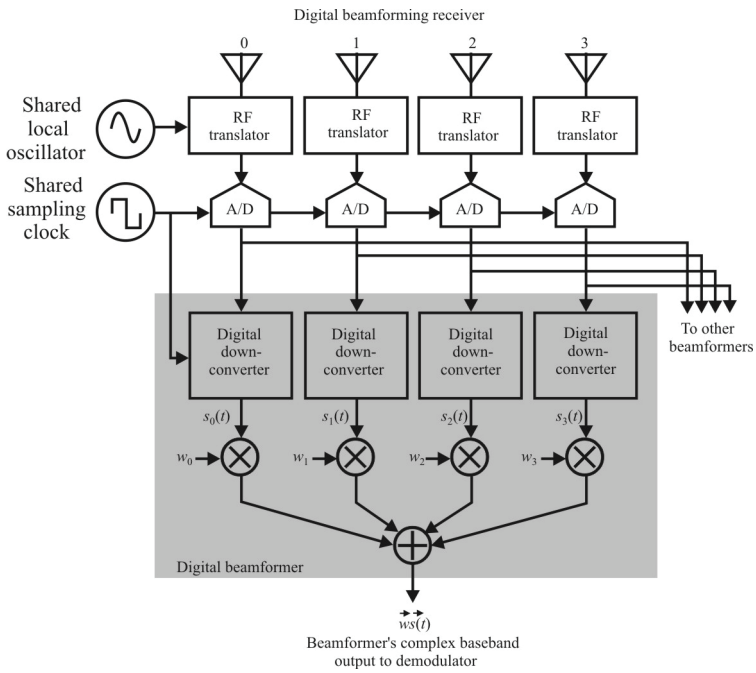 Digital beamforming receiver
0 1 2 3
Shared
local
oscillator
RF
translator
RF
translator
RF
translator
RF
translator
Shared
sampling
clock
A/D A/D A/D A/D
To other
beamformers
Digital
down-
converter
Digital
down-
converter
Digital
down-
converter
Digital
down-
converter
s₀(t) s₁(t) s₂(t) s₃(t)
w₀ w₁ w₂ w₃
Digital beamformer
w⃗s⃗(t)
Beamformer's complex baseband
output to demodulator